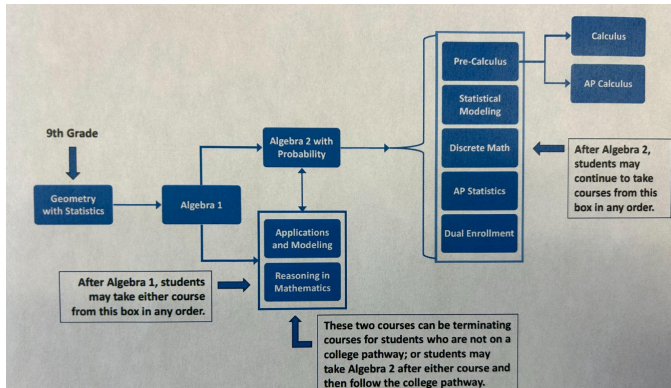 9th Grade
Geometry
with Statistics
Algebra 1
Algebra 2 with
Probability
Applications
and Modeling
Reasoning in
Mathematics
Pre-Calculus
Statistical
Modeling
Discrete Math
AP Statistics
Dual Enrollment
Calculus
AP Calculus
After Algebra 2,
students may
continue to take
courses from this
box in any order.
After Algebra 1, students
may take either course
from this box in any order.
These two courses can be terminating
courses for students who are not on a
college pathway; or students may
take Algebra 2 after either course and
then follow the college pathway.